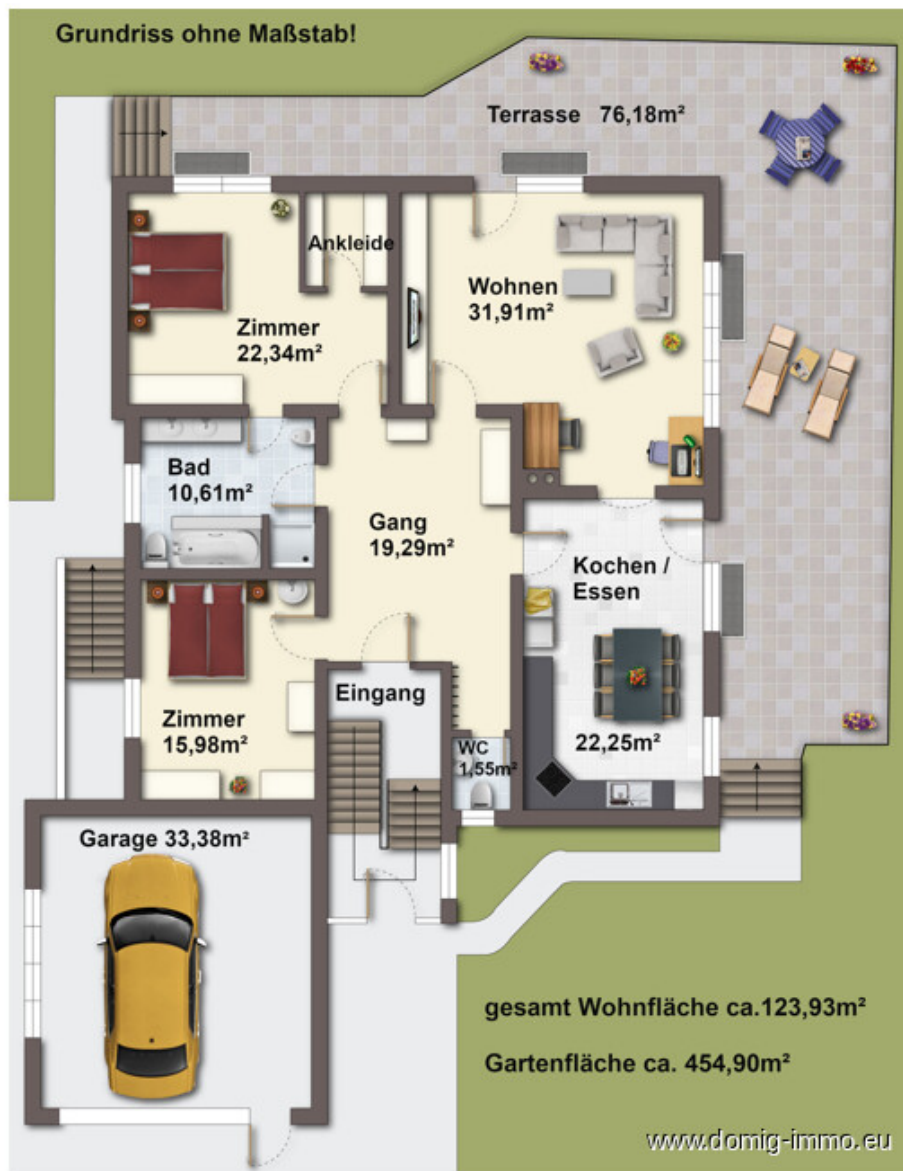 Grundriss ohne Maßstab!
Terrasse 76,18m²
Ankleide
Wohnen
31,91m²
Zimmer
22,34m²
Bad
10,61m²
Gang
19,29m²
Kochen /
Essen
22,25m²
Eingang
Zimmer
15,98m²
WC
1,55m²
Garage 33,38m²
gesamt Wohnfläche ca.123,93m²
Gartenfläche ca. 454,90m²
www.domig-immo.eu